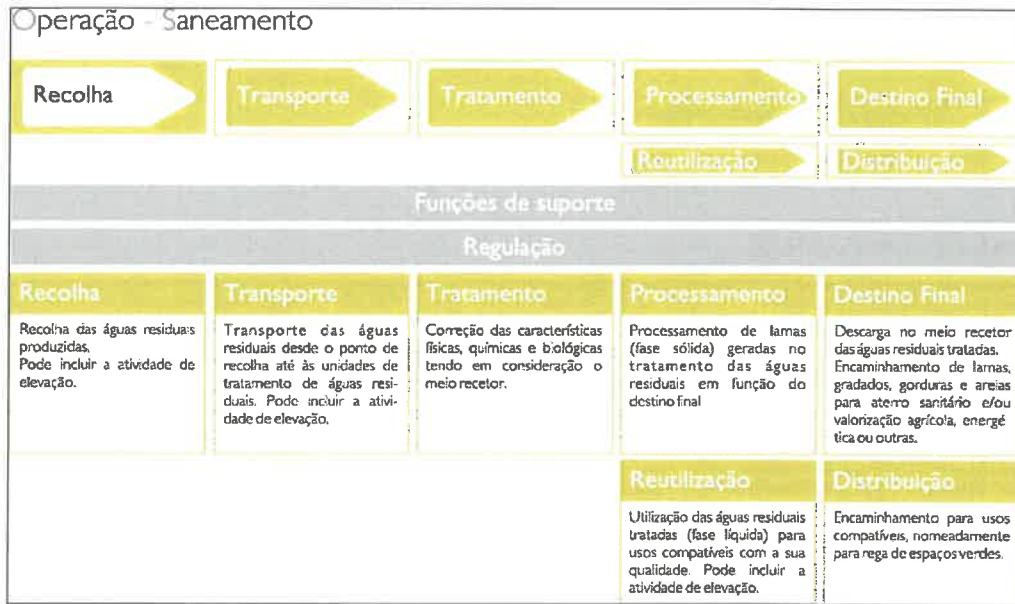 Operação - Saneamento
Recolha
Transporte
Tratamento
Processamento
Destino Final
Reutilização
Distribuição
Funções de suporte
Regulação
Recolha
Recolha das águas residuais
produzidas.
Pode incluir a atividade de
elevação.
Transporte
Transporte das águas
residuais desde o ponto de
recolha até às unidades de
tratamento de águas resi-
duais. Pode incluir a ativi-
dade de elevação.
Tratamento
Correção das características
físicas, químicas e biológicas
tendo em consideração o
meio recetor.
Processamento
Processamento de lamas
(fase sólida) geradas no
tratamento das águas
residuais em função do
destino final
Destino Final
Descarga no meio recetor
das águas residuais tratadas.
Encaminhamento de lamas,
gradados, gorduras e areias
para aterro sanitário e/ou
valorização agrícola, energé
tica ou outras.
Reutilização
Utilização das águas residuais
tratadas (fase líquida) para
usos compatíveis com a sua
qualidade. Pode incluir a
atividade de elevação.
Distribuição
Encaminhamento para usos
compatíveis, nomeadamente
para rega de espaços verdes.